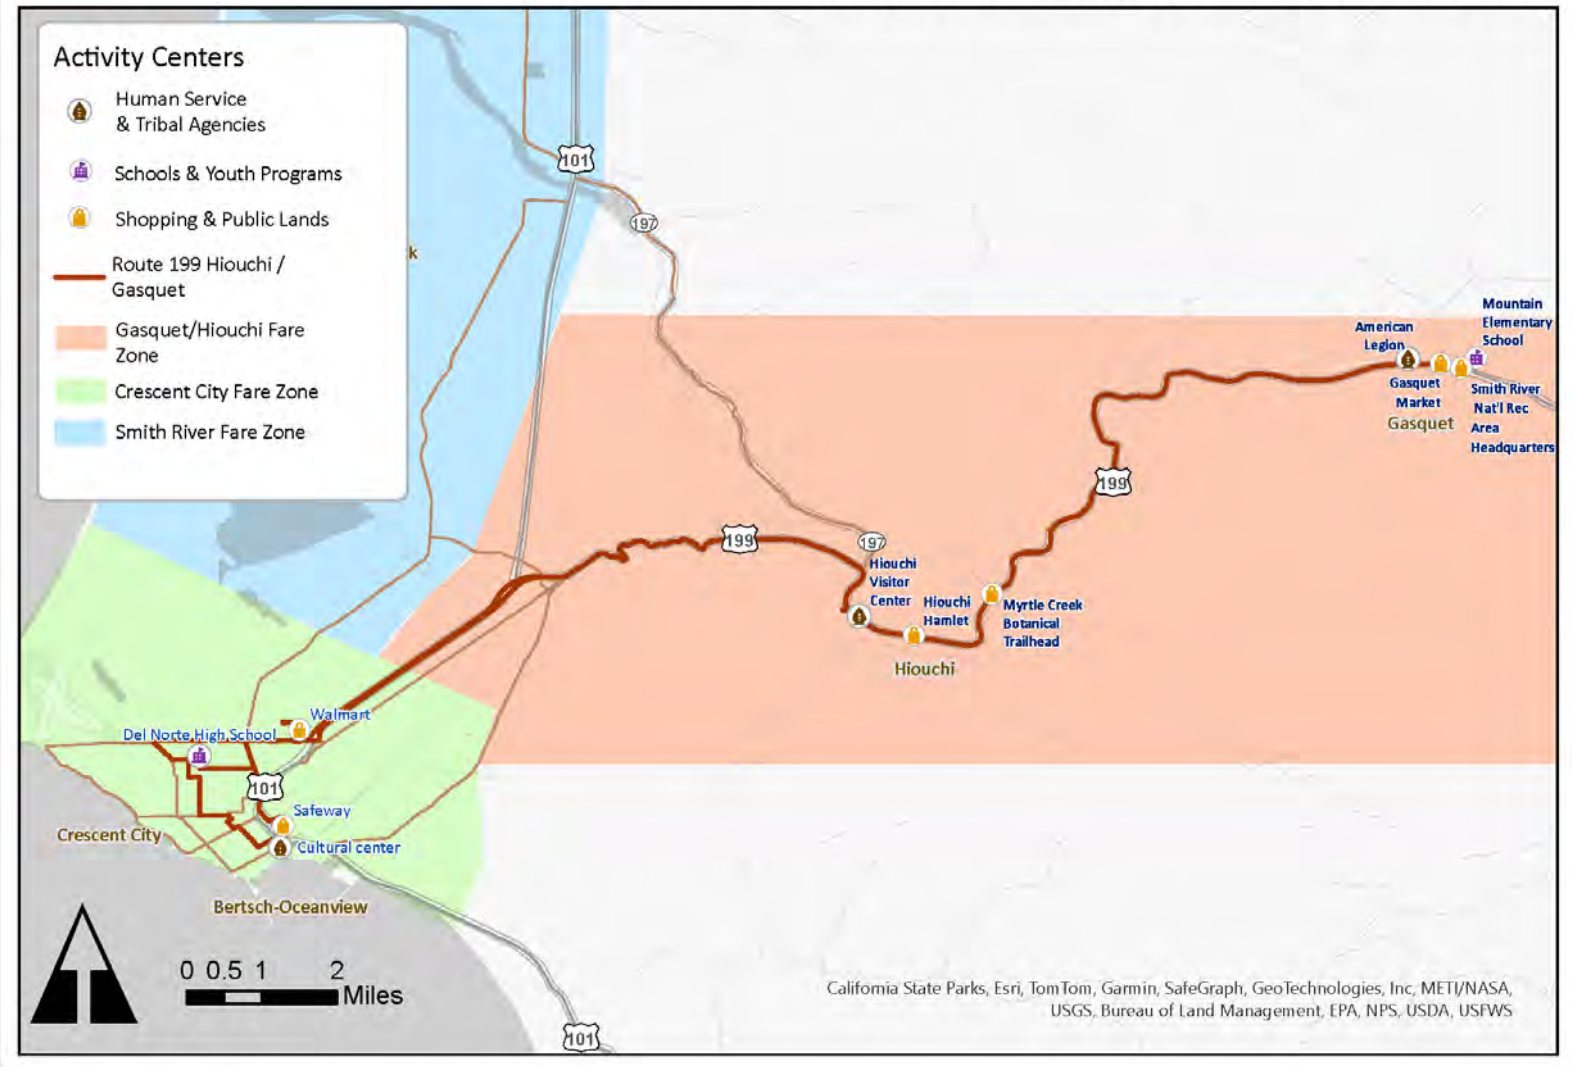 Activity Centers
Human Service
& Tribal Agencies
Schools & Youth Programs
Shopping & Public Lands
Route 199 Hiouchi /
Gasquet
Gasquet/Hiouchi Fare
Zone
Crescent City Fare Zone
Smith River Fare Zone
k
101
197
Mountain
Elementary
School
American
Legion
Gasquet
Market
Gasquet
Smith River
Nat'l Rec
Area
Headquarters
199
199
197
Hiouchi
Visitor
Center
Hiouchi
Hamlet
Myrtle Creek
Botanical
Trailhead
Hiouchi
Walmart
Del Norte High School
101
Safeway
Crescent City
Cultural center
Bertsch-Oceanview
0 0.5 1 2
Miles
101
California State Parks, Esri, TomTom, Garmin, SafeGraph, GeoTechnologies, Inc, METI/NASA,
USGS, Bureau of Land Management, EPA, NPS, USDA, USFWS